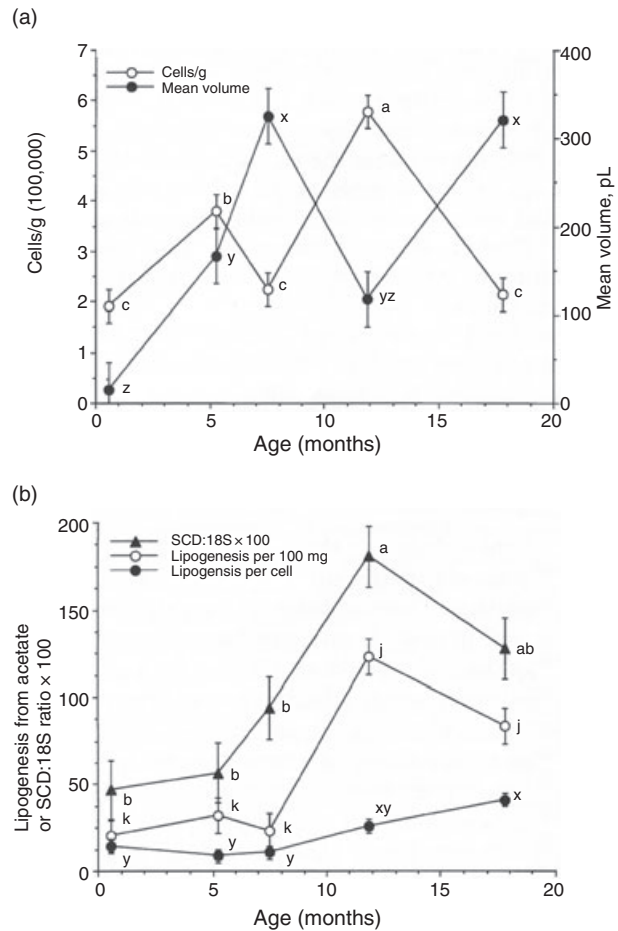 (a)
7
6
5
4
3
2
1
0
Cells/g (100,000)
Cells/g
Mean volume
c
z
b
y
x
c
a
yz
x
c
400
300
200
100
0
Mean volume, pL
0 5 10 15 20
Age (months)
(b)
200
150
100
50
0
Lipogenesis from acetate
or SCD:18S ratio × 100
SCD:18S × 100
Lipogenesis per 100 mg
Lipogensis per cell
b
k
y
b
k
y
b
k
y
a
j
xy
ab
j
x
0 5 10 15 20
Age (months)